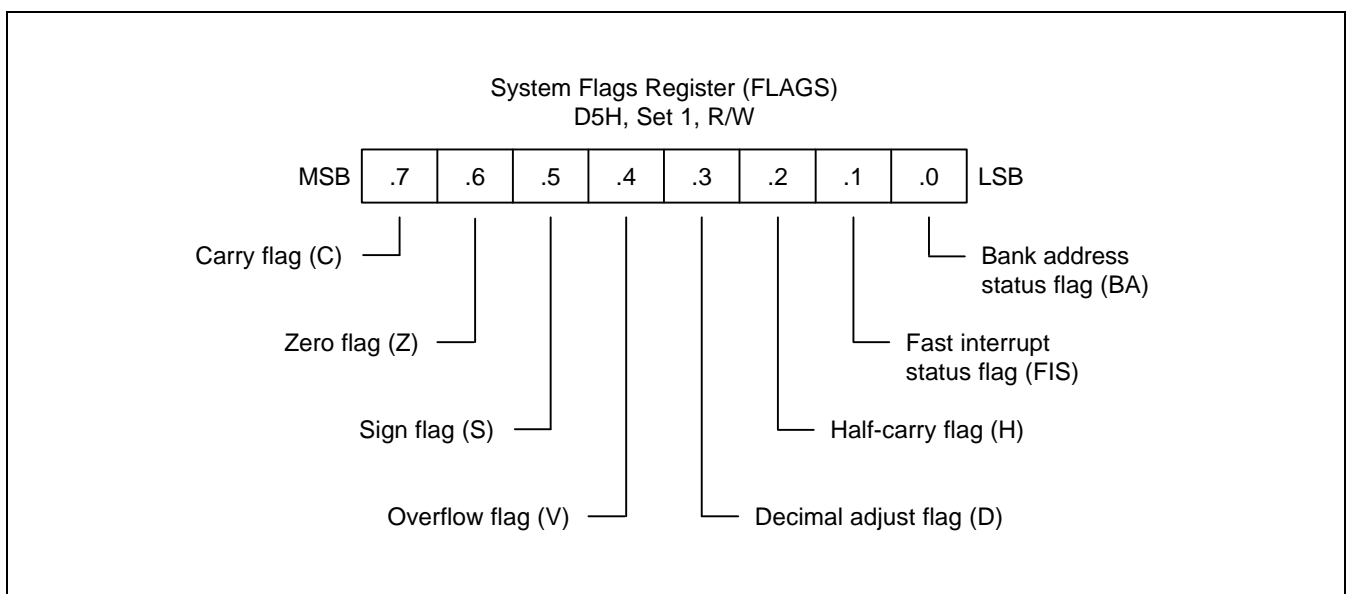 System Flags Register (FLAGS)
D5H, Set 1, R/W
MSB .7 .6 .5 .4 .3 .2 .1 .0 LSB
Carry flag (C)
Bank address
status flag (BA)
Zero flag (Z)
Fast interrupt
status flag (FIS)
Sign flag (S)
Half-carry flag (H)
Overflow flag (V)
Decimal adjust flag (D)